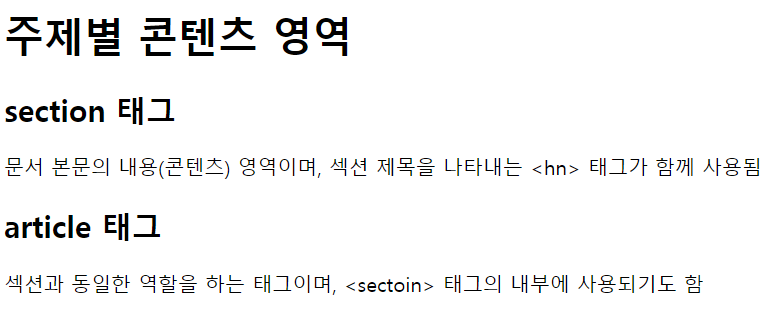 주제별 콘텐츠 영역
section 태그
문서 본문의 내용(콘텐츠) 영역이며, 섹션 제목을 나타내는 <hn> 태그가 함께 사용됨
article 태그
섹션과 동일한 역할을 하는 태그이며, <sectoin> 태그의 내부에 사용되기도 함